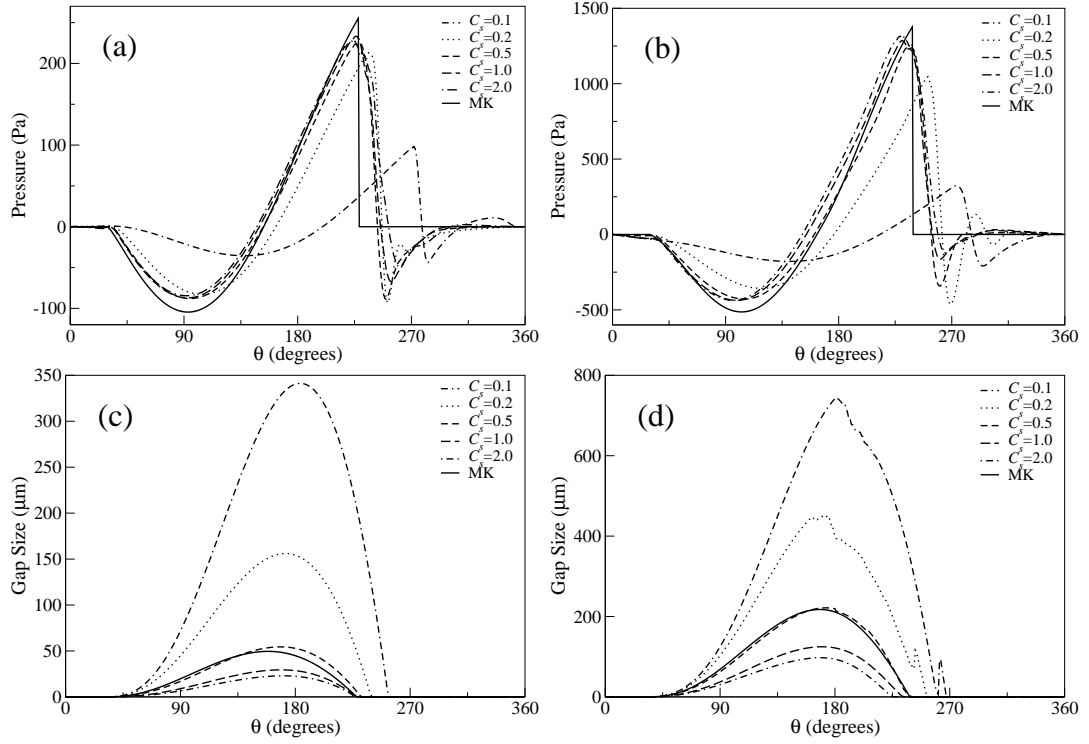 (a)
C_s=0.1
C_s=0.2
C_s=0.5
C_s=1.0
C_s=2.0
MK
200
100
0
-100
Pressure (Pa)
0
90
180
270
360
θ (degrees)
(b)
C_s=0.1
C_s=0.2
C_s=0.5
C_s=1.0
C_s=2.0
MK
1500
1000
500
0
-500
Pressure (Pa)
0
90
180
270
360
θ (degrees)
(c)
C_s=0.1
C_s=0.2
C_s=0.5
C_s=1.0
C_s=2.0
MK
350
300
250
200
150
100
50
0
Gap Size (μm)
0
90
180
270
360
θ (degrees)
(d)
C_s=0.1
C_s=0.2
C_s=0.5
C_s=1.0
C_s=2.0
MK
800
600
400
200
0
Gap Size (μm)
0
90
180
270
360
θ (degrees)